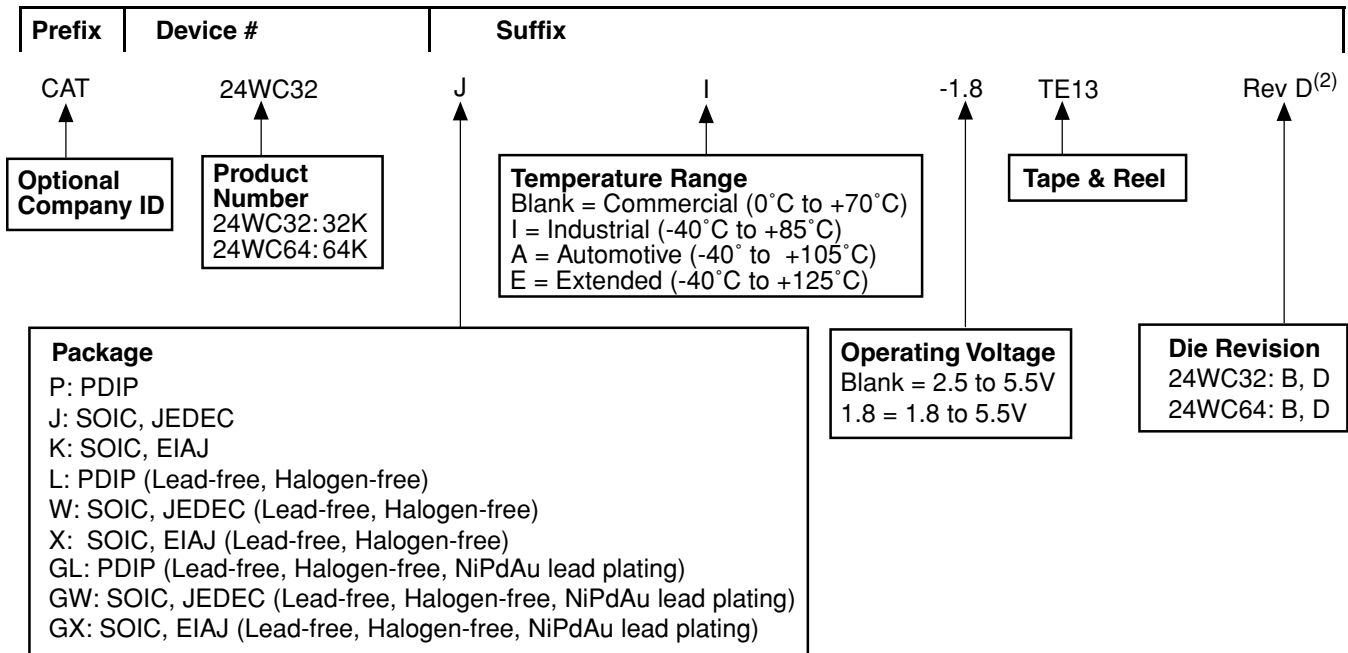 Prefix Device # Suffix
CAT 24WC32 J I -1.8 TE13 Rev D(2)
Optional
Company ID
Product
Number
24WC32: 32K
24WC64: 64K
Temperature Range
Blank = Commercial (0˚C to +70˚C)
I = Industrial (-40˚C to +85˚C)
A = Automotive (-40˚ to +105˚C)
E = Extended (-40˚C to +125˚C)
Tape & Reel
Package
P: PDIP
J: SOIC, JEDEC
K: SOIC, EIAJ
L: PDIP (Lead-free, Halogen-free)
W: SOIC, JEDEC (Lead-free, Halogen-free)
X: SOIC, EIAJ (Lead-free, Halogen-free)
GL: PDIP (Lead-free, Halogen-free, NiPdAu lead plating)
GW: SOIC, JEDEC (Lead-free, Halogen-free, NiPdAu lead plating)
GX: SOIC, EIAJ (Lead-free, Halogen-free, NiPdAu lead plating)
Operating Voltage
Blank = 2.5 to 5.5V
1.8 = 1.8 to 5.5V
Die Revision
24WC32: B, D
24WC64: B, D